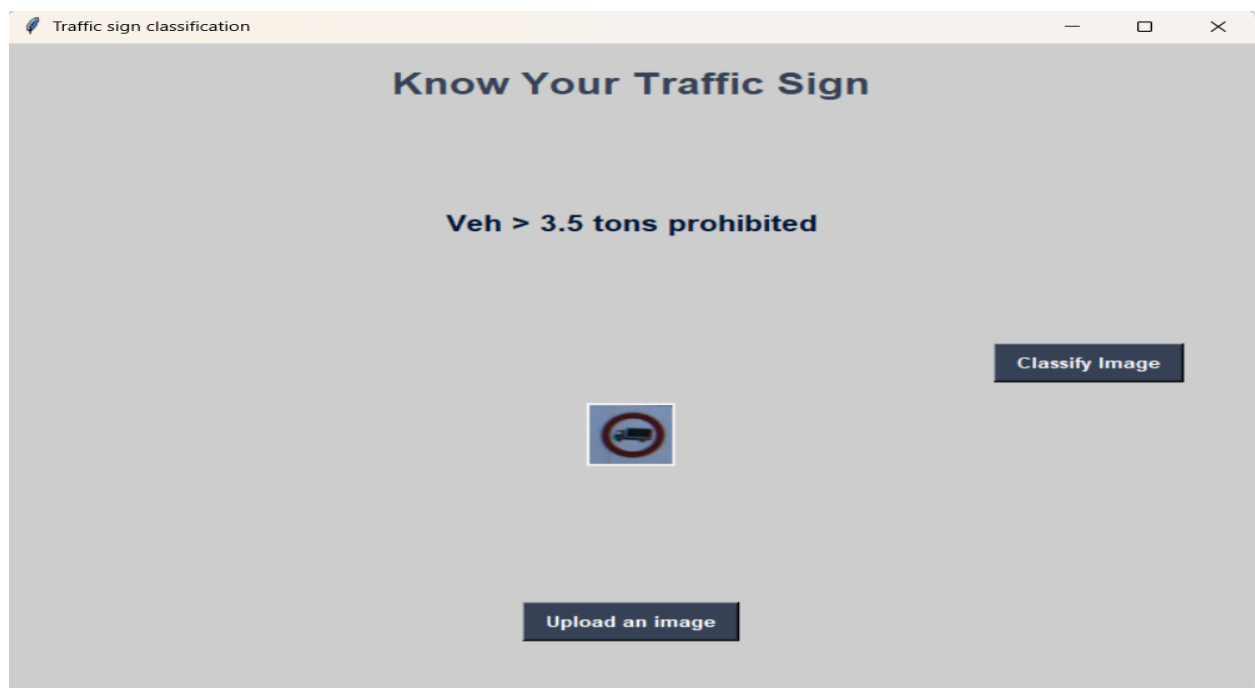 Traffic sign classification
Know Your Traffic Sign
Veh > 3.5 tons prohibited
Classify Image
Upload an image